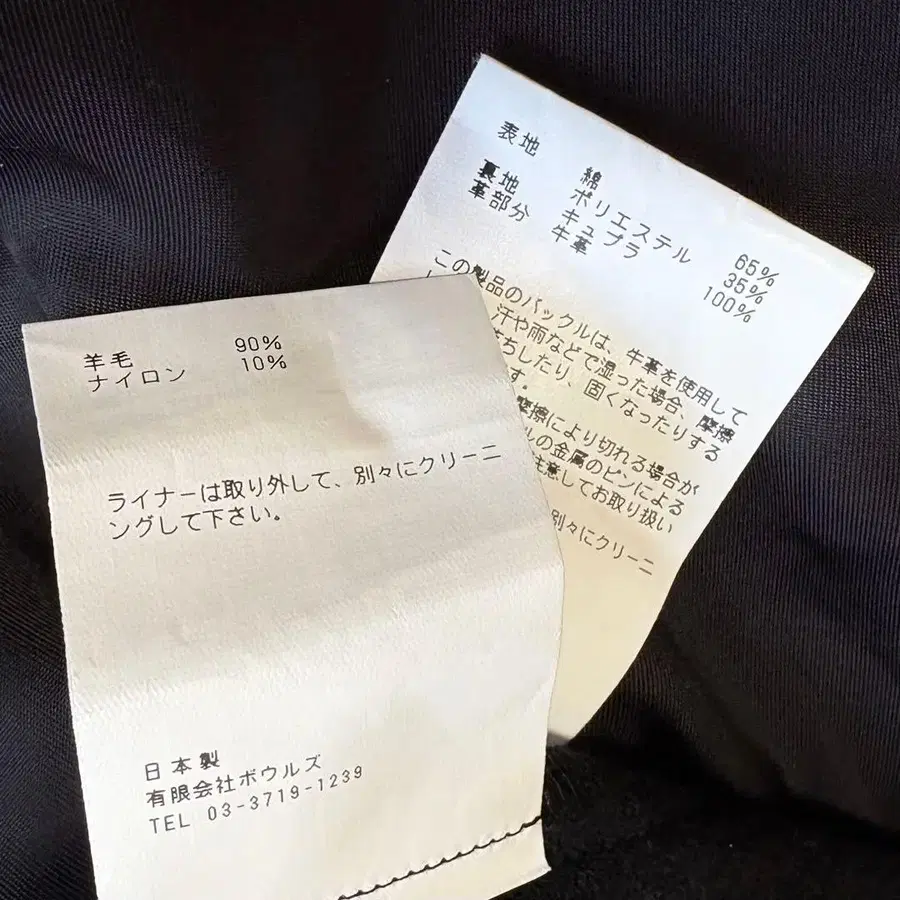 羊毛 90%
ナイロン 10%
ライナーは取り外して、別々にクリーニ
ングして下さい。
日本製
有限会社ボウルズ
TEL 03-3719-1239
表地 綿 65%
ポリエステル 35%
裏地 キュプラ 100%
革部分 牛革
この製品のバックルは、牛革を使用して
汗や雨などで湿った場合、摩擦
ちしたり、固くなったりする
す。
摩擦により切れる場合が
ルの金属のピンによる
注意してお取り扱い
別々にクリーニ